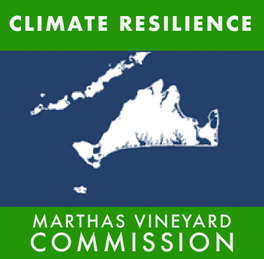 CLIMATE RESILIENCE
MARTHAS VINEYARD
COMMISSION